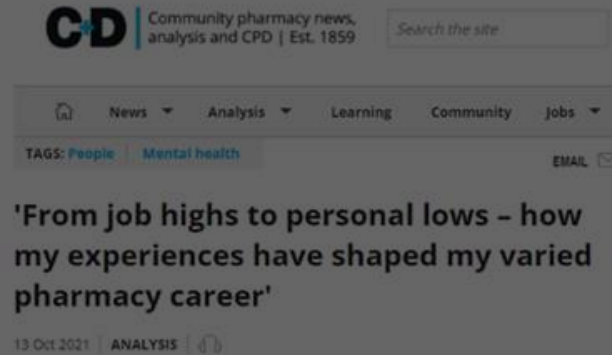 C+D
Community pharmacy news,
analysis and CPD | Est. 1859
Search the site
News Analysis Learning Community Jobs
TAGS: People | Mental health
EMAIL
'From job highs to personal lows – how
my experiences have shaped my varied
pharmacy career'
13 Oct 2021 | ANALYSIS |